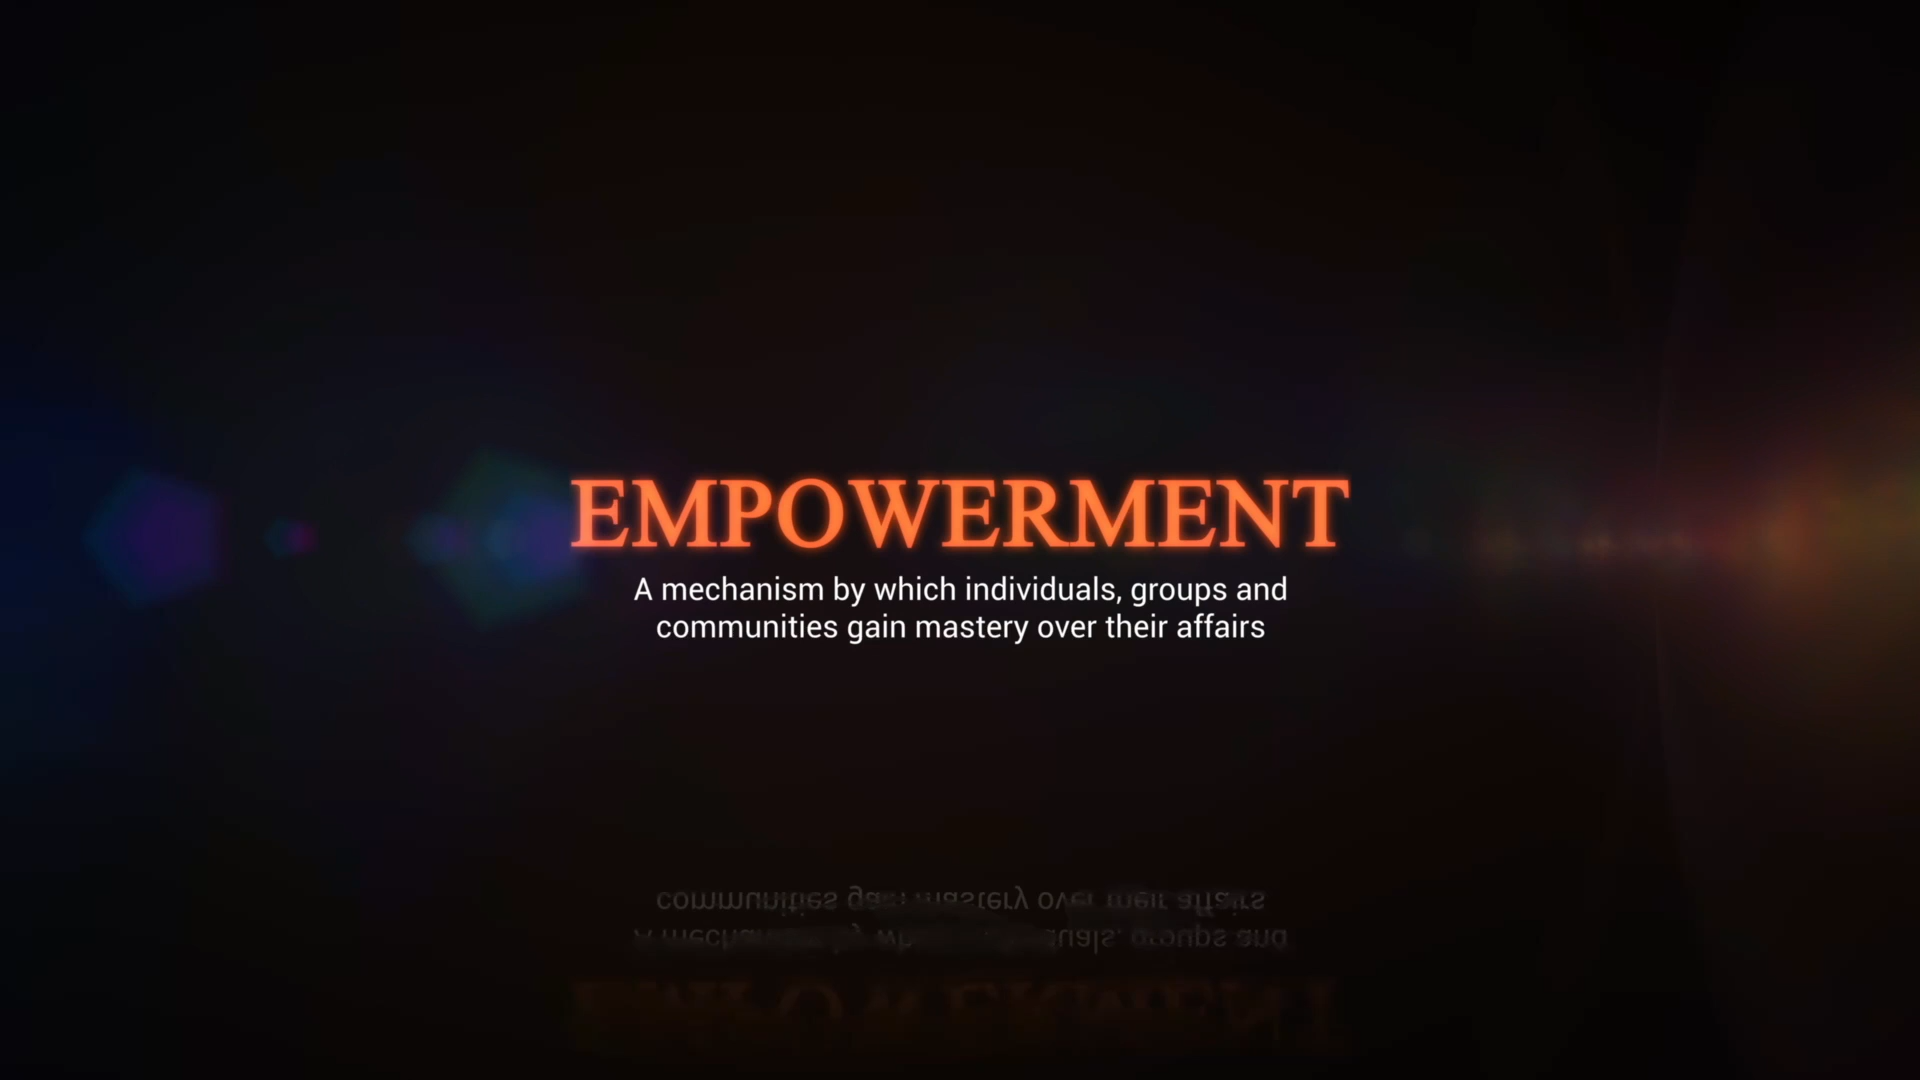 EMPOWERMENT
A mechanism by which individuals, groups and
communities gain mastery over their affairs